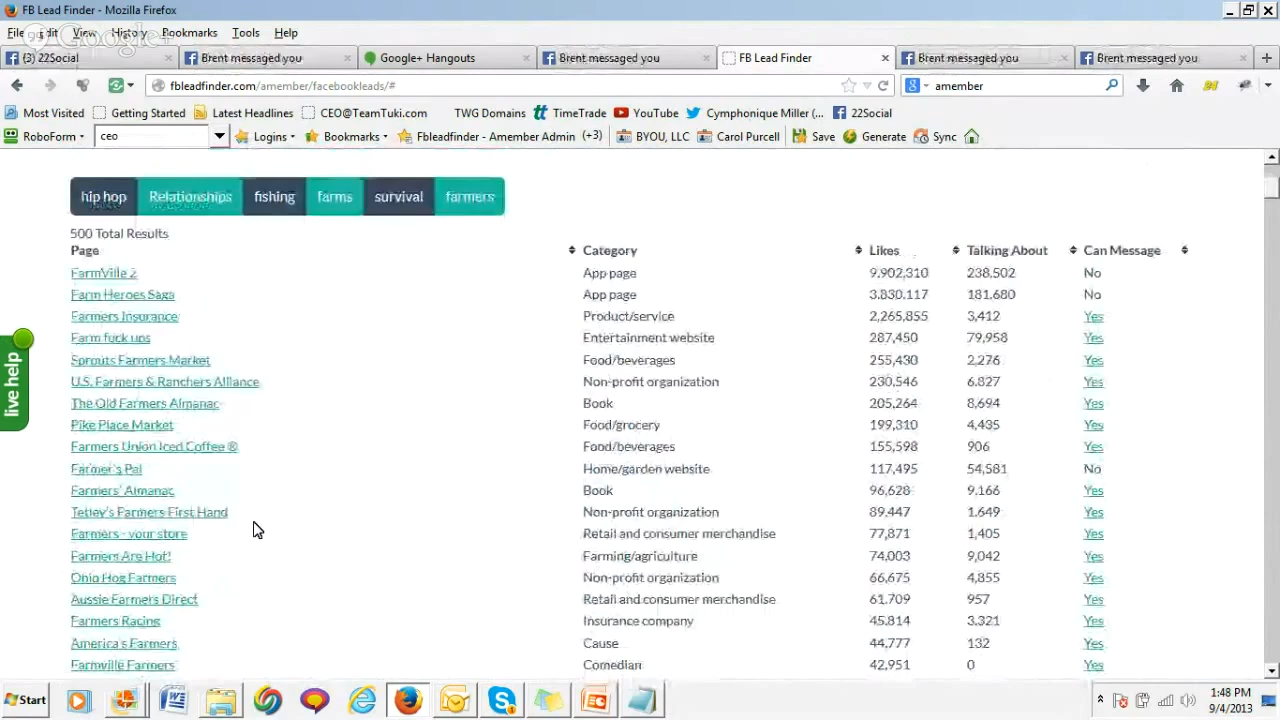 FB Lead Finder - Mozilla Firefox
File Edit View History Bookmarks Tools Help
Google+
(3) 22Social
Brent messaged you
Google+ Hangouts
Brent messaged you
FB Lead Finder
Brent messaged you
Brent messaged you
fbleadfinder.com/amember/facebookleads/#
amember
Most Visited Getting Started Latest Headlines CEO@TeamTuki.com TWG Domains TimeTrade YouTube Cymphonique Miller (... 22Social
RoboForm ceo Logins Bookmarks Fbleadfinder - Amember Admin (+3) BYOU, LLC Carol Purcell Save Generate Sync
hip hop Relationships fishing farms survival farmers
500 Total Results
Page Category Likes Talking About Can Message
FarmVille 2 App page 9,902,310 238,502 No
Farm Heroes Saga App page 3,830,117 181,680 No
Farmers Insurance Product/service 2,265,855 3,412 Yes
Farm fuck ups Entertainment website 287,450 79,958 Yes
Sprouts Farmers Market Food/beverages 255,430 2,276 Yes
U.S. Farmers & Ranchers Alliance Non-profit organization 230,546 6,827 Yes
The Old Farmers Almanac Book 205,264 8,694 Yes
Pike Place Market Food/grocery 199,310 4,435 Yes
Farmers Union Iced Coffee ® Food/beverages 155,598 906 Yes
Farmer's Pal Home/garden website 117,495 54,581 No
Farmers' Almanac Book 96,628 9,166 Yes
Farmers First Hand Non-profit organization 89,447 1,649 Yes
Farmers - your store Retail and consumer merchandise 77,871 1,405 Yes
Farmers Are Hot! Farming/agriculture 74,003 9,042 Yes
Ohio Hog Farmers Non-profit organization 66,675 4,855 Yes
Aussie Farmers Direct Retail and consumer merchandise 61,709 957 Yes
Farmers Racing Insurance company 45,814 3,321 Yes
America's Farmers Cause 44,777 132 Yes
Farmville Farmers Comedian 42,951 0 Yes
live help
Start
1:48 PM
9/4/2013